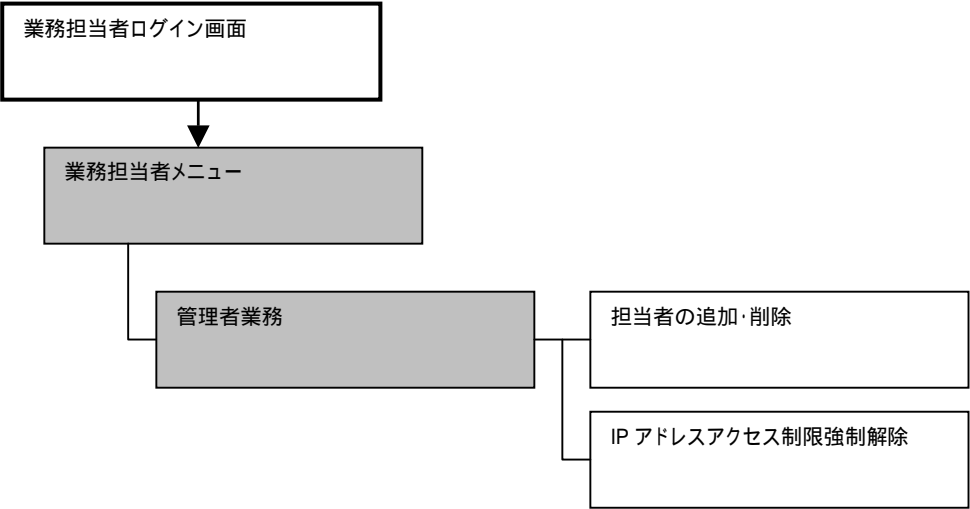 業務担当者ログイン画面
業務担当者メニュー
管理者業務
担当者の追加・削除
IP アドレスアクセス制限強制解除